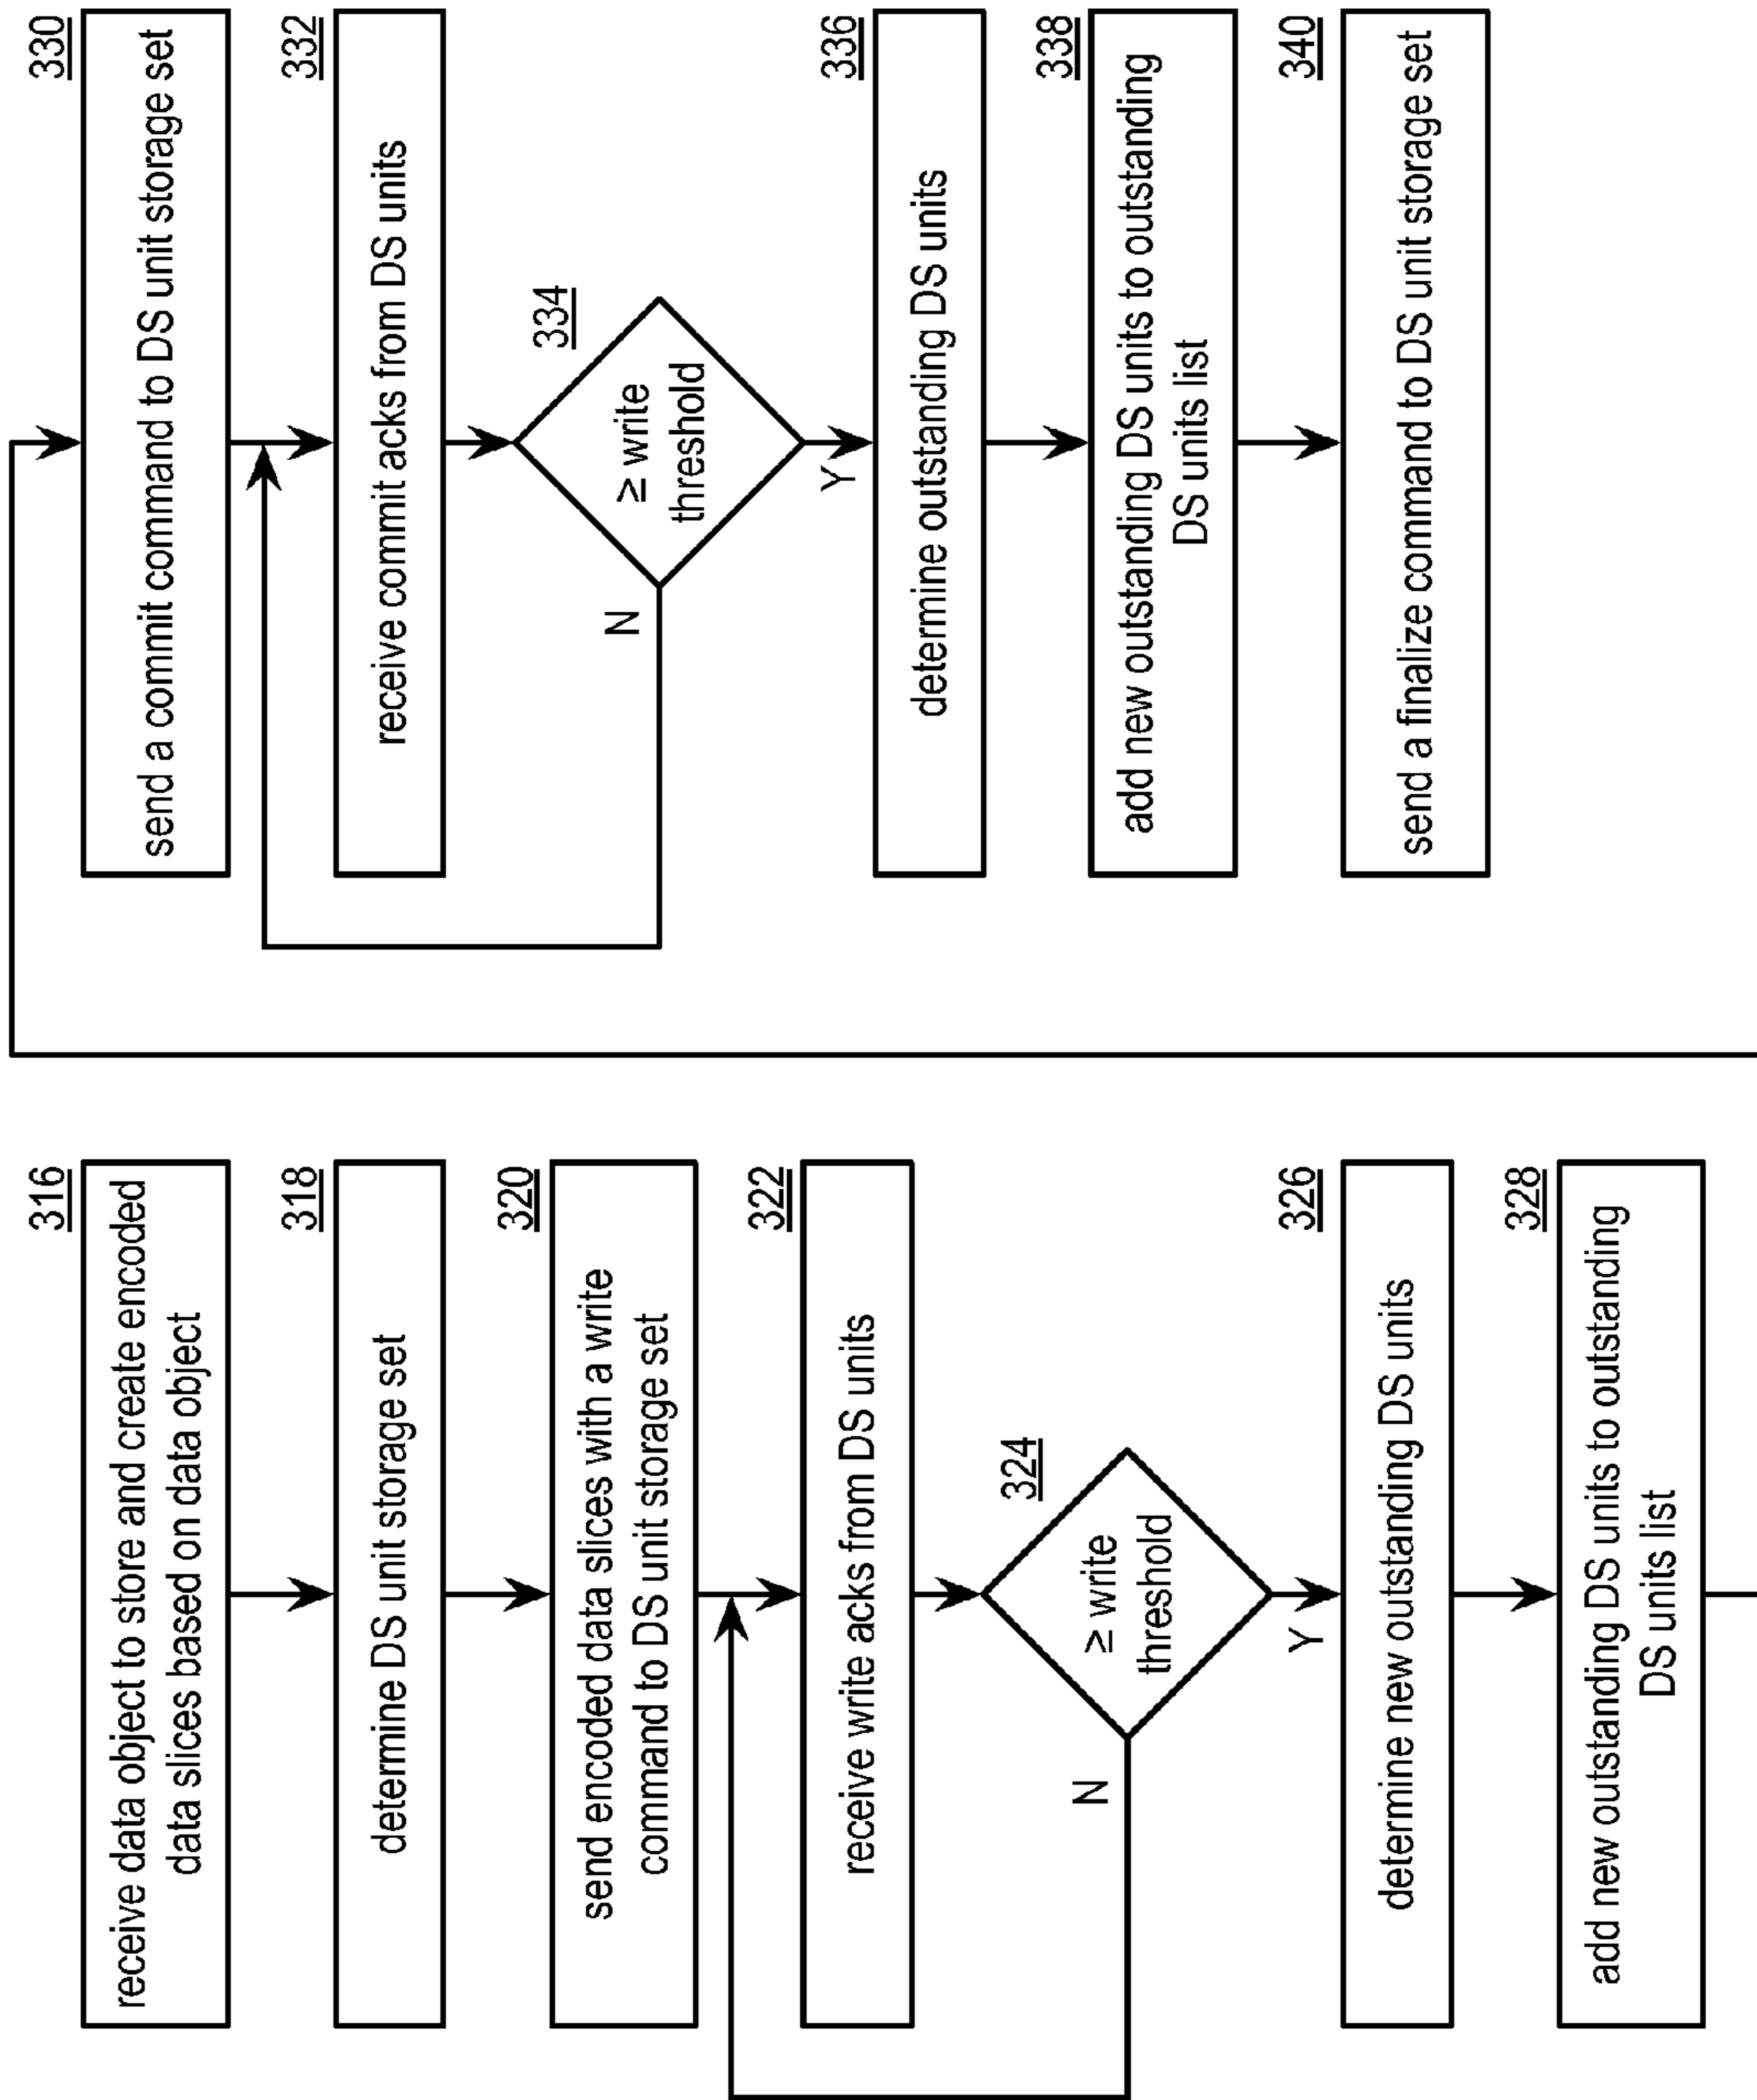 316
receive data object to store and create encoded
data slices based on data object
318
determine DS unit storage set
320
send encoded data slices with a write
command to DS unit storage set
322
receive write acks from DS units
324
≥ write
threshold
N
Y
326
determine new outstanding DS units
328
add new outstanding DS units to outstanding
DS units list
330
send a commit command to DS unit storage set
332
receive commit acks from DS units
334
≥ write
threshold
N
Y
336
determine outstanding DS units
338
add new outstanding DS units to outstanding
DS units list
340
send a finalize command to DS unit storage set